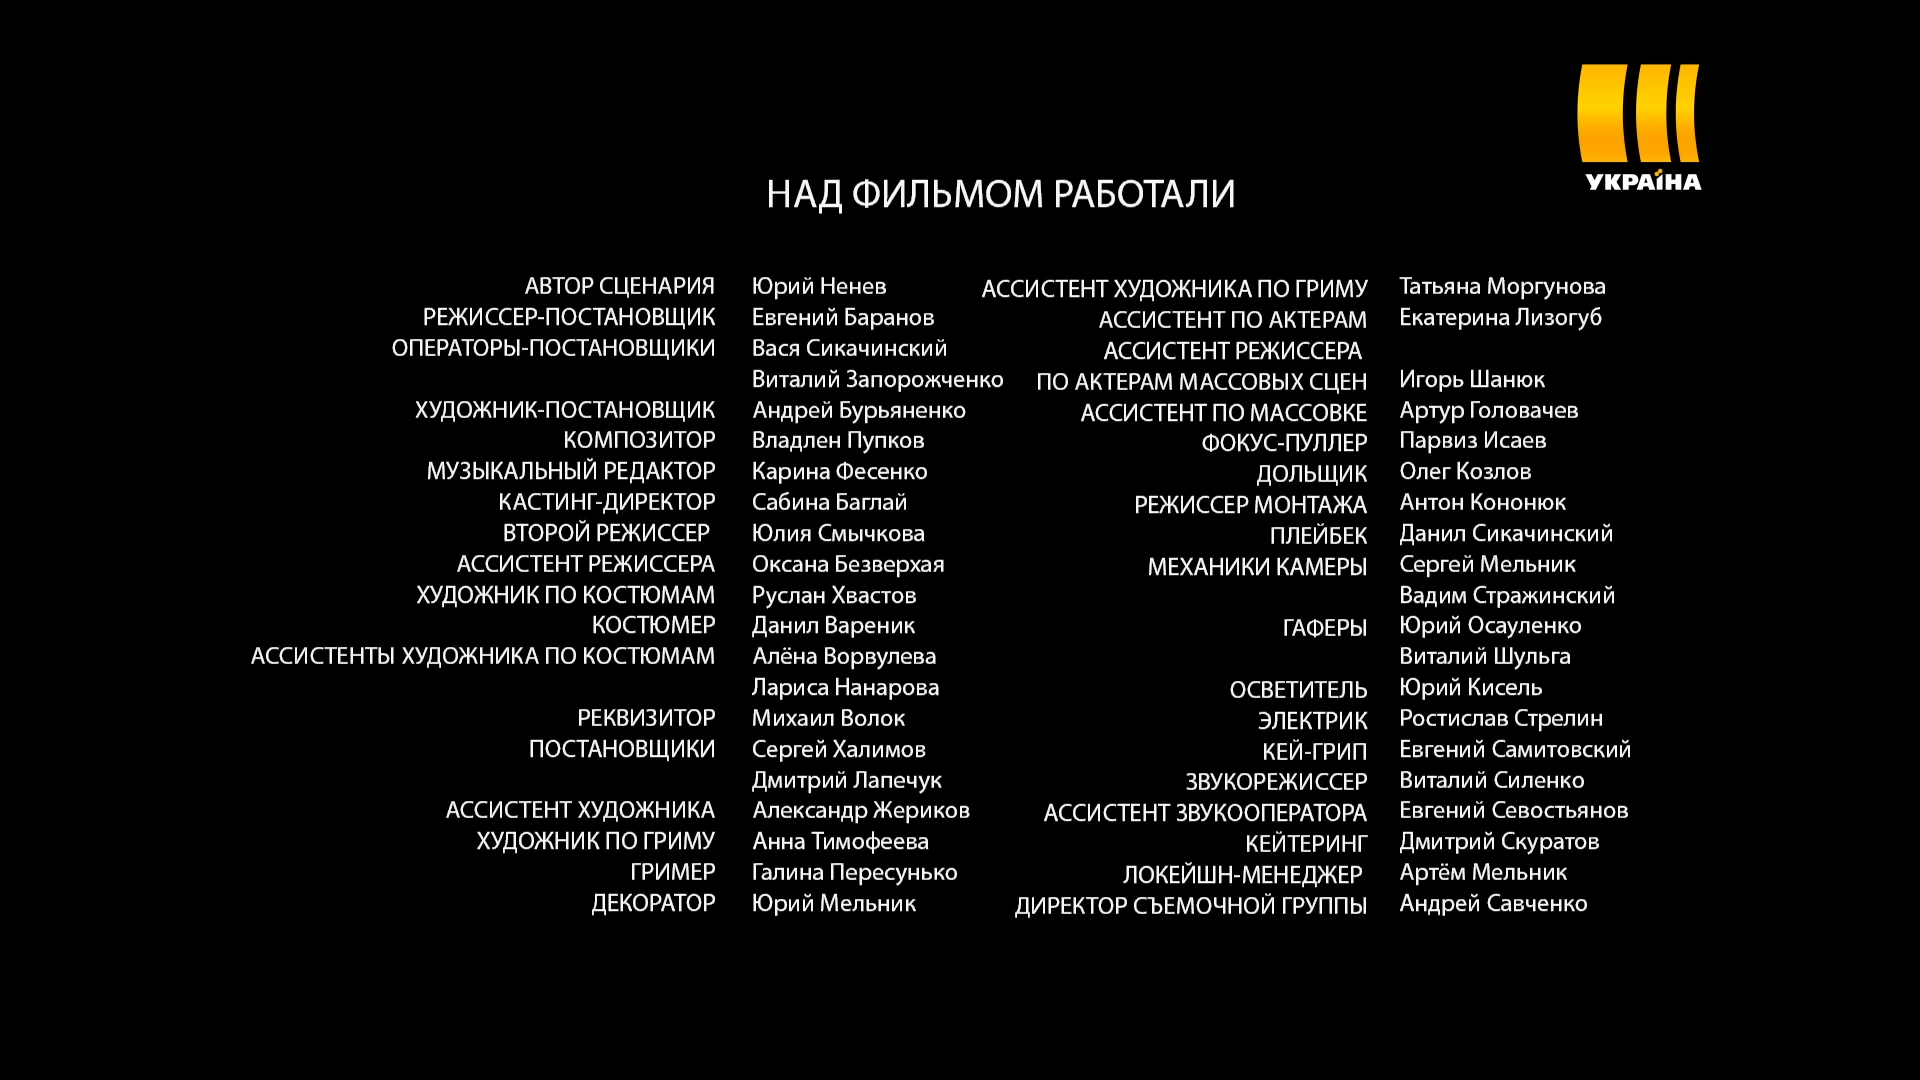 УКРАЇНА
НАД ФИЛЬМОМ РАБОТАЛИ
АВТОР СЦЕНАРИЯ Юрий Ненев
РЕЖИССЕР-ПОСТАНОВЩИК Евгений Баранов
ОПЕРАТОРЫ-ПОСТАНОВЩИКИ Вася Сикачинский
Виталий Запорожченко
ХУДОЖНИК-ПОСТАНОВЩИК Андрей Бурьяненко
КОМПОЗИТОР Владлен Пупков
МУЗЫКАЛЬНЫЙ РЕДАКТОР Карина Фесенко
КАСТИНГ-ДИРЕКТОР Сабина Баглай
ВТОРОЙ РЕЖИССЕР Юлия Смычкова
АССИСТЕНТ РЕЖИССЕРА Оксана Безверхая
ХУДОЖНИК ПО КОСТЮМАМ Руслан Хвастов
КОСТЮМЕР Данил Вареник
АССИСТЕНТЫ ХУДОЖНИКА ПО КОСТЮМАМ Алёна Ворвулева
Лариса Нанарова
РЕКВИЗИТОР Михаил Волок
ПОСТАНОВЩИКИ Сергей Халимов
Дмитрий Лапечук
АССИСТЕНТ ХУДОЖНИКА Александр Жериков
ХУДОЖНИК ПО ГРИМУ Анна Тимофеева
ГРИМЕР Галина Пересунько
ДЕКОРАТОР Юрий Мельник
АССИСТЕНТ ХУДОЖНИКА ПО ГРИМУ Татьяна Моргунова
АССИСТЕНТ ПО АКТЕРАМ Екатерина Лизогуб
АССИСТЕНТ РЕЖИССЕРА
ПО АКТЕРАМ МАССОВЫХ СЦЕН Игорь Шанюк
АССИСТЕНТ ПО МАССОВКЕ Артур Головачев
ФОКУС-ПУЛЛЕР Парвиз Исаев
ДОЛЬЩИК Олег Козлов
РЕЖИССЕР МОНТАЖА Антон Кононюк
ПЛЕЙБЕК Данил Сикачинский
МЕХАНИКИ КАМЕРЫ Сергей Мельник
Вадим Стражинский
ГАФЕРЫ Юрий Осауленко
Виталий Шульга
ОСВЕТИТЕЛЬ Юрий Кисель
ЭЛЕКТРИК Ростислав Стрелин
КЕЙ-ГРИП Евгений Самитовский
ЗВУКОРЕЖИССЕР Виталий Силенко
АССИСТЕНТ ЗВУКООПЕРАТОРА Евгений Севостьянов
КЕЙТЕРИНГ Дмитрий Скуратов
ЛОКЕЙШН-МЕНЕДЖЕР Артём Мельник
ДИРЕКТОР СЪЕМОЧНОЙ ГРУППЫ Андрей Савченко